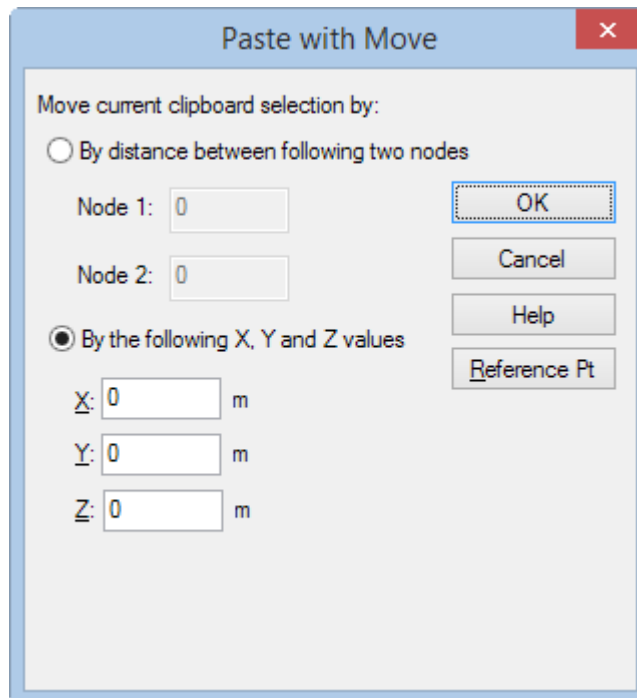 Paste with Move
×
Move current clipboard selection by:
By distance between following two nodes
Node 1: 0
OK
Node 2: 0
Cancel
Help
By the following X, Y and Z values
Reference Pt
X: 0 m
Y: 0 m
Z: 0 m